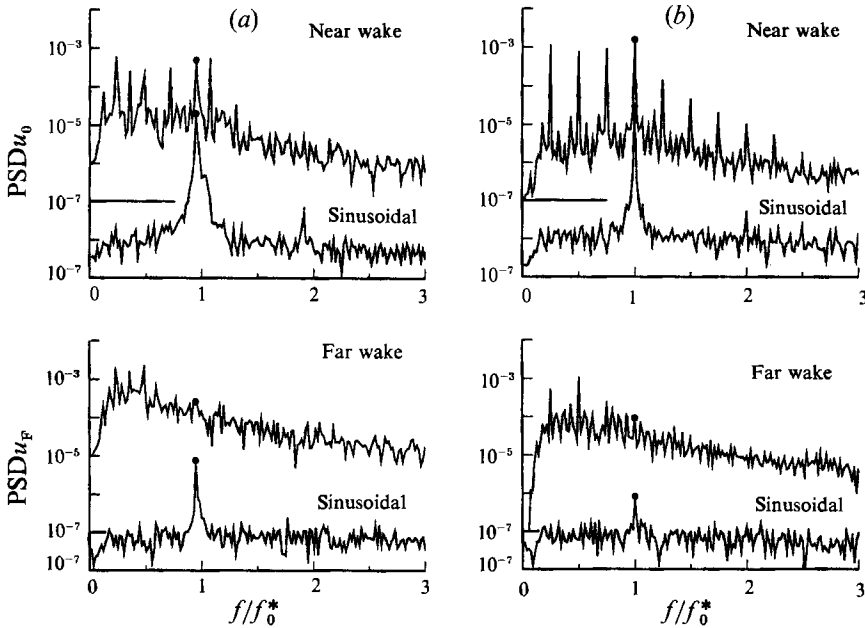 (a)
(b)
Near wake
Near wake
10⁻³
10⁻³
PSDu₀
10⁻⁵
10⁻⁵
10⁻⁷
10⁻⁷
Sinusoidal
Sinusoidal
10⁻⁷
10⁻⁷
0 1 2 3
0 1 2 3
Far wake
Far wake
10⁻³
10⁻³
PSDu_F
10⁻⁵
10⁻⁵
Sinusoidal
Sinusoidal
10⁻⁷
10⁻⁷
10⁻⁷
10⁻⁷
0 1 2 3
0 1 2 3
f/f₀*
f/f₀*